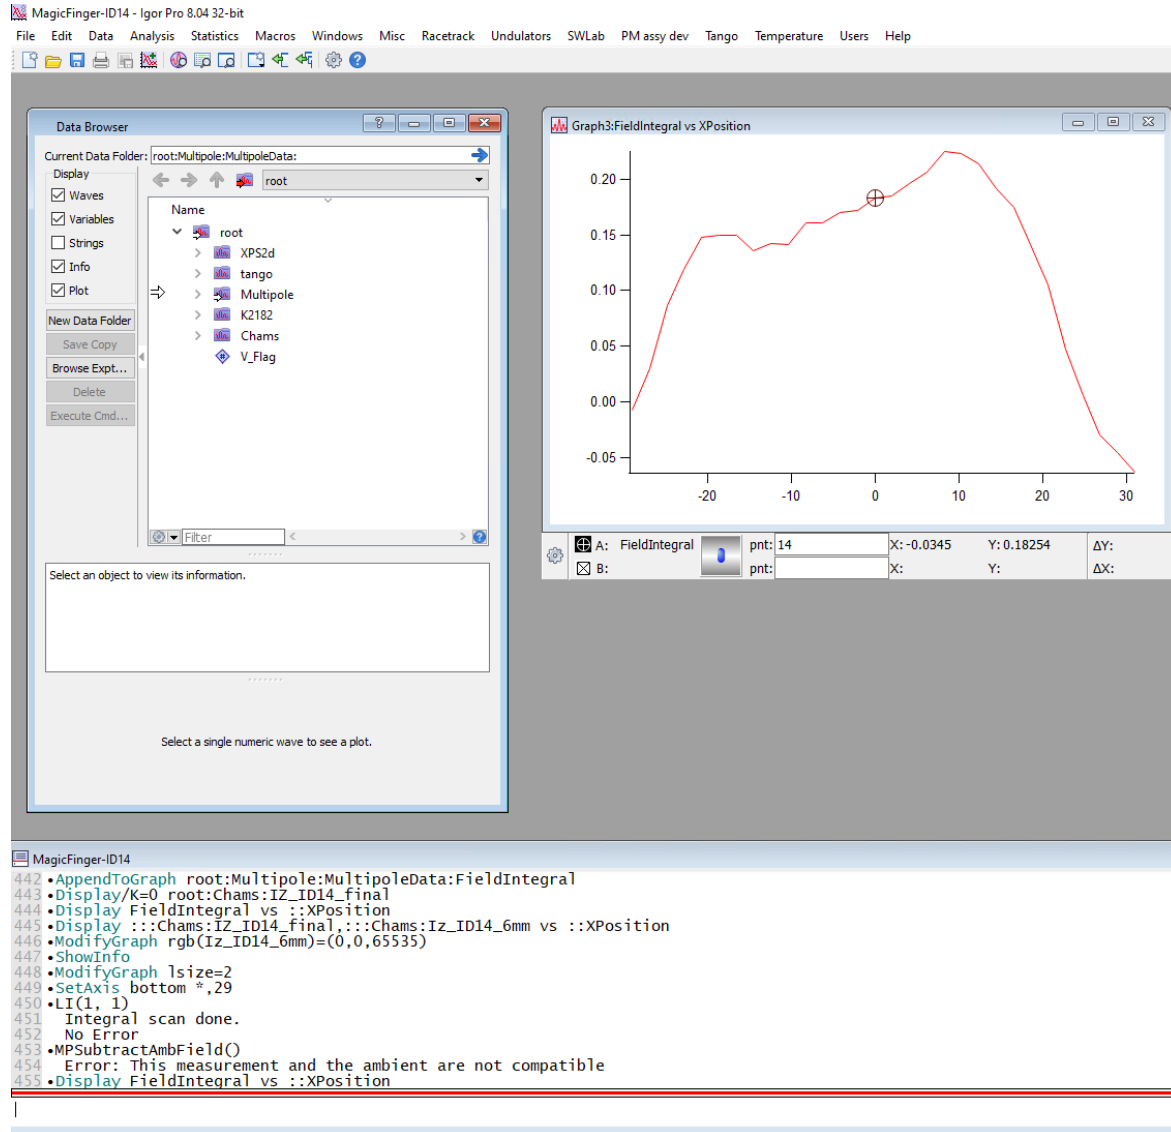 MagicFinger-ID14 - Igor Pro 8.04 32-bit
File Edit Data Analysis Statistics Macros Windows Misc Racetrack Undulators SWLab PM assy dev Tango Temperature Users Help
Data Browser
Current Data Folder: root:Multipole:MultipoleData:
Display
Waves
Variables
Strings
Info
Plot
New Data Folder
Save Copy
Browse Expt...
Delete
Execute Cmd...
root
Name
root
XPS2d
tango
Multipole
K2182
Chams
V_Flag
Filter
Select an object to view its information.
Select a single numeric wave to see a plot.
Graph3:FieldIntegral vs XPosition
0.20
0.15
0.10
0.05
0.00
-0.05
-20 -10 0 10 20 30
A: FieldIntegral pnt: 14 X: -0.0345 Y: 0.18254 ΔY:
B: pnt: X: Y: ΔX:
MagicFinger-ID14
442 •AppendToGraph root:Multipole:MultipoleData:FieldIntegral
443 •Display/K=0 root:Chams:IZ_ID14_final
444 •Display FieldIntegral vs ::XPosition
445 •Display :::Chams:IZ_ID14_final,:::Chams:Iz_ID14_6mm vs ::XPosition
446 •ModifyGraph rgb(Iz_ID14_6mm)=(0,0,65535)
447 •ShowInfo
448 •ModifyGraph lsize=2
449 •SetAxis bottom *,29
450 •LI(1, 1)
451 Integral scan done.
452 No Error
453 •MPSubtractAmbField()
454 Error: This measurement and the ambient are not compatible
455 •Display FieldIntegral vs ::XPosition